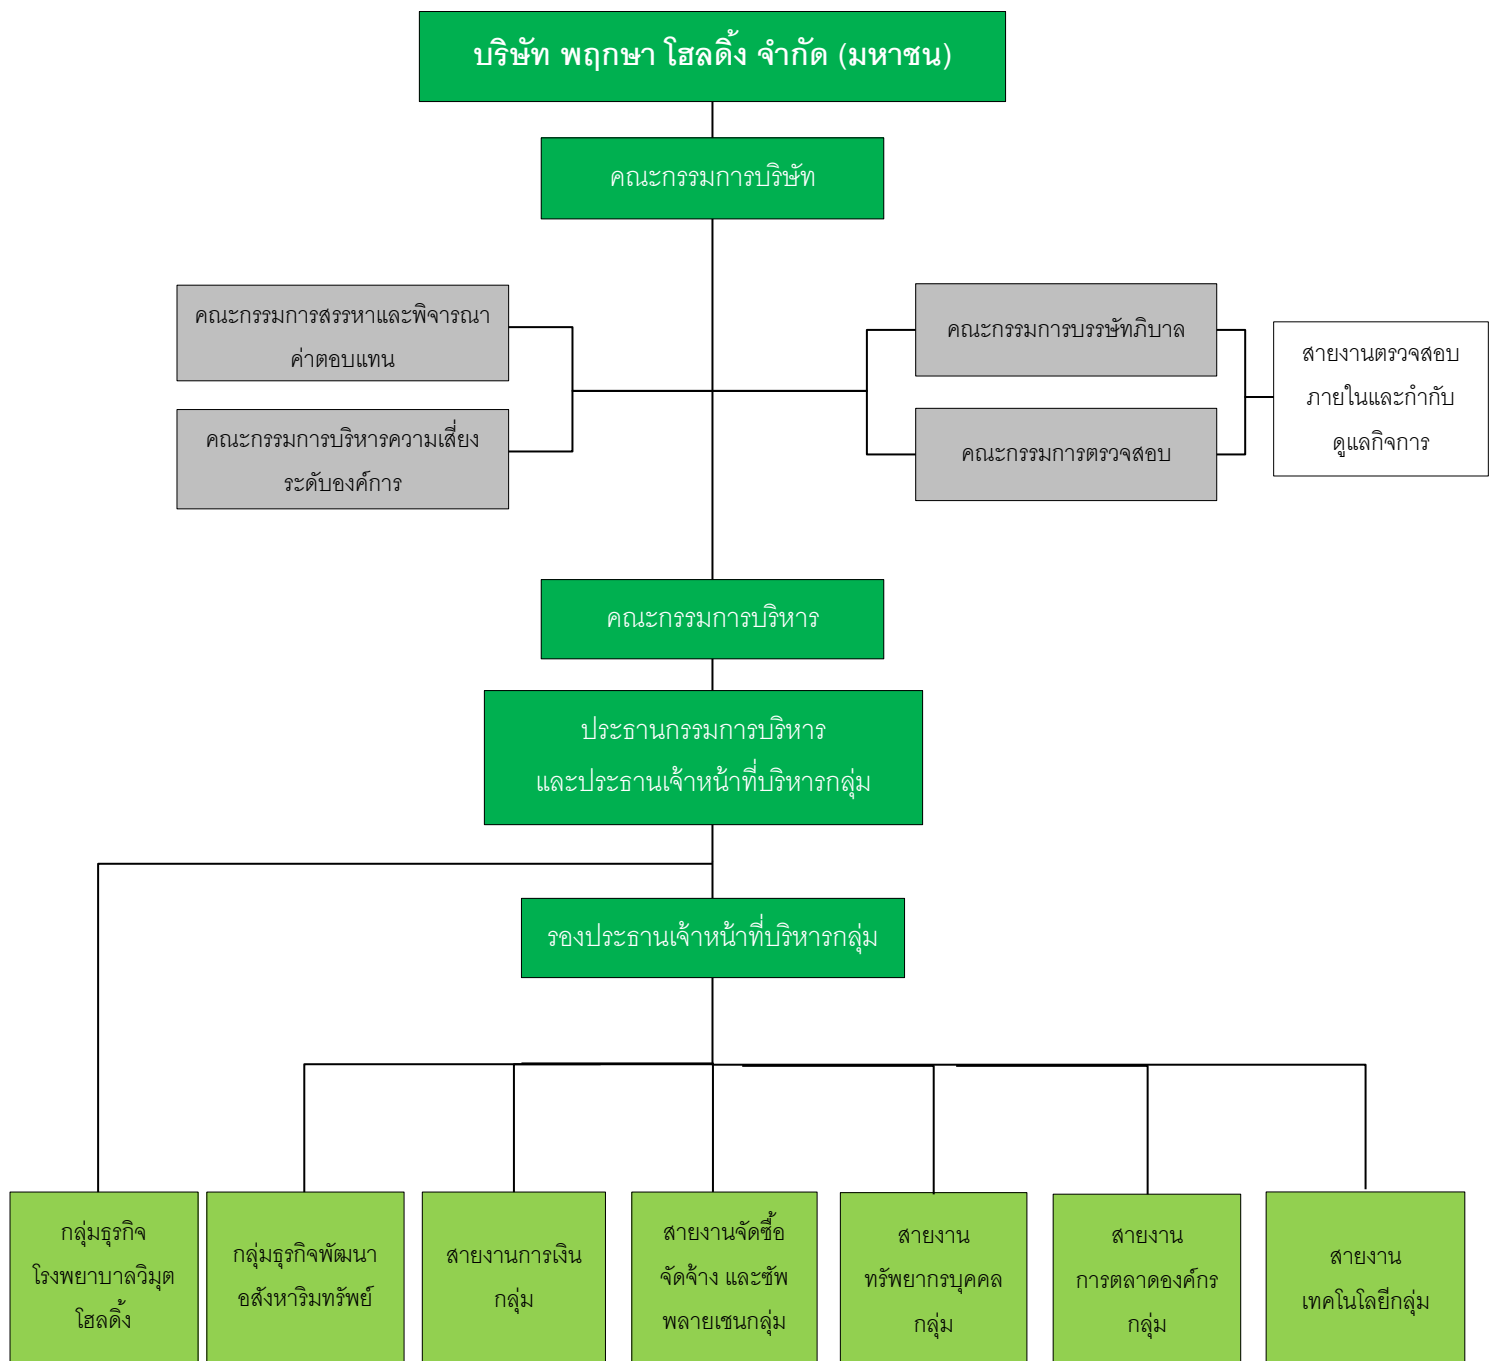 บริษัท พฤกษา โฮลดิ้ง จำกัด (มหาชน)
คณะกรรมการบริษัท
คณะกรรมการสรรหาและพิจารณา
ค่าตอบแทน
คณะกรรมการบริหารความเสี่ยง
ระดับองค์การ
คณะกรรมการบรรษัทภิบาล
คณะกรรมการตรวจสอบ
สายงานตรวจสอบ
ภายในและกำกับ
ดูแลกิจการ
คณะกรรมการบริหาร
ประธานกรรมการบริหาร
และประธานเจ้าหน้าที่บริหารกลุ่ม
รองประธานเจ้าหน้าที่บริหารกลุ่ม
กลุ่มธุรกิจ
โรงพยาบาลวิมุต
โฮลดิ้ง
กลุ่มธุรกิจพัฒนา
อสังหาริมทรัพย์
สายงานการเงิน
กลุ่ม
สายงานจัดซื้อ
จัดจ้าง และซัพ
พลายเชนกลุ่ม
สายงาน
ทรัพยากรบุคคล
กลุ่ม
สายงาน
การตลาดองค์กร
กลุ่ม
สายงาน
เทคโนโลยีกลุ่ม